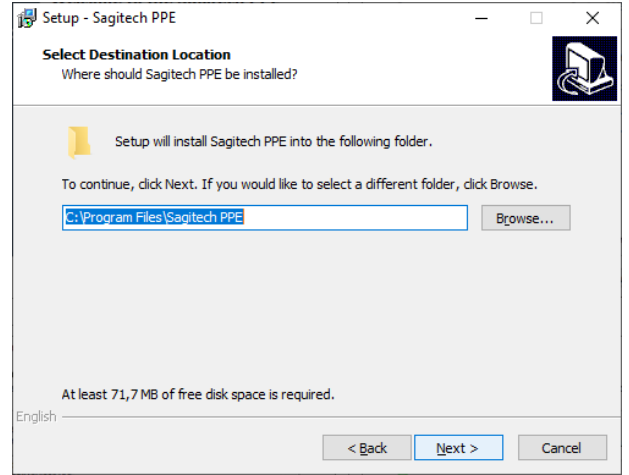 Setup - Sagitech PPE
Select Destination Location
Where should Sagitech PPE be installed?
Setup will install Sagitech PPE into the following folder.
To continue, click Next. If you would like to select a different folder, click Browse.
C:\Program Files\Sagitech PPE
Browse...
At least 71,7 MB of free disk space is required.
English
< Back
Next >
Cancel